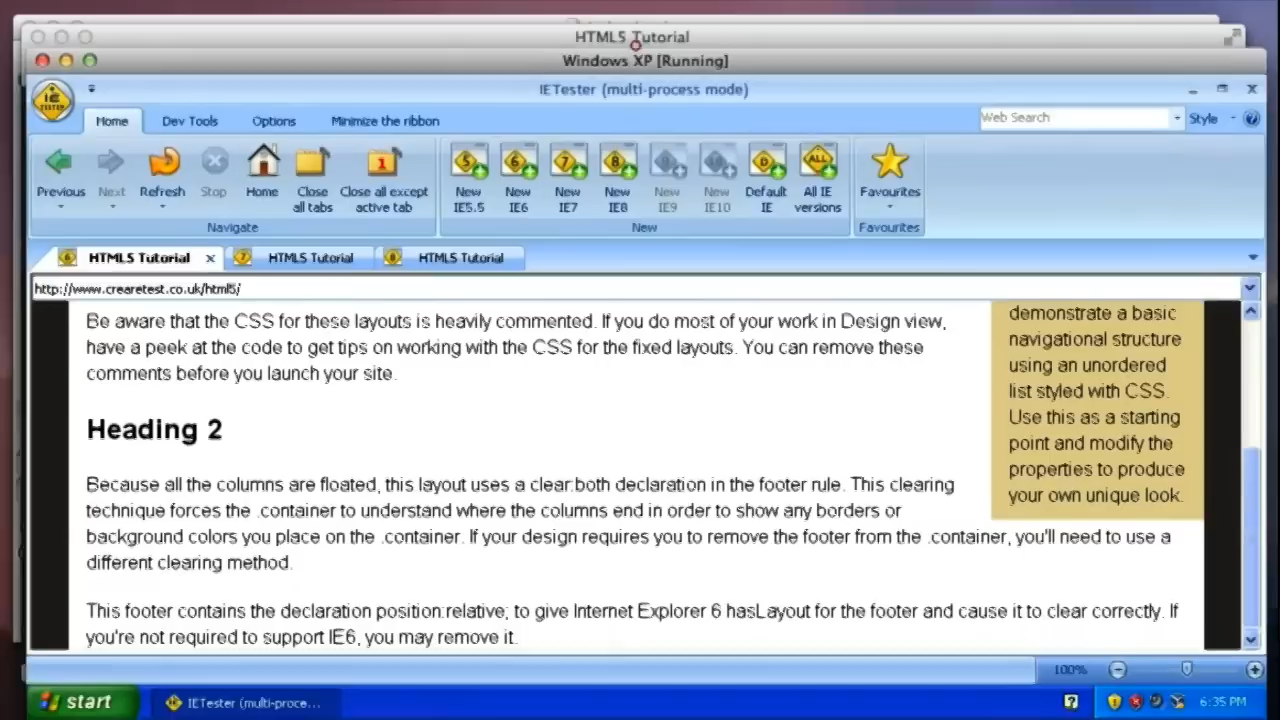 HTML5 Tutorial
Windows XP [Running]
IETester (multi-process mode)
Home Dev Tools Options Minimize the ribbon Web Search Style
Previous Next Refresh Stop Home Close all tabs Close all except active tab New IE5.5 New IE6 New IE7 New IE8 New IE9 New IE10 Default IE All IE versions Favourites
Navigate New Favourites
HTML5 Tutorial x HTML5 Tutorial HTML5 Tutorial
http://www.crearetest.co.uk/html5/
Be aware that the CSS for these layouts is heavily commented. If you do most of your work in Design view,
have a peek at the code to get tips on working with the CSS for the fixed layouts. You can remove these
comments before you launch your site.
Heading 2
Because all the columns are floated, this layout uses a clear:both declaration in the footer rule. This clearing
technique forces the .container to understand where the columns end in order to show any borders or
background colors you place on the .container. If your design requires you to remove the footer from the .container, you'll need to use a
different clearing method.
This footer contains the declaration position:relative; to give Internet Explorer 6 hasLayout for the footer and cause it to clear correctly. If
you're not required to support IE6, you may remove it.
demonstrate a basic
navigational structure
using an unordered
list styled with CSS.
Use this as a starting
point and modify the
properties to produce
your own unique look.
100%
start IETester (multi-proce... 6:35 PM